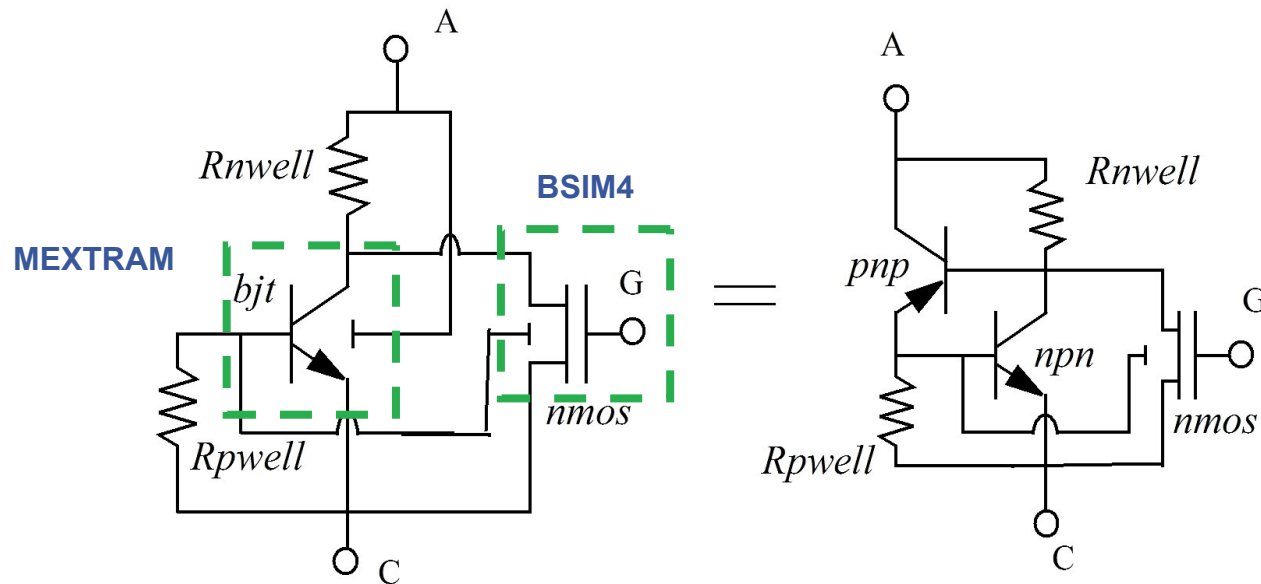 A
Rnwell
BSIM4
MEXTRAM
bjt
G
nmos
Rpwell
C
A
Rnwell
pnp
G
npn
nmos
Rpwell
C